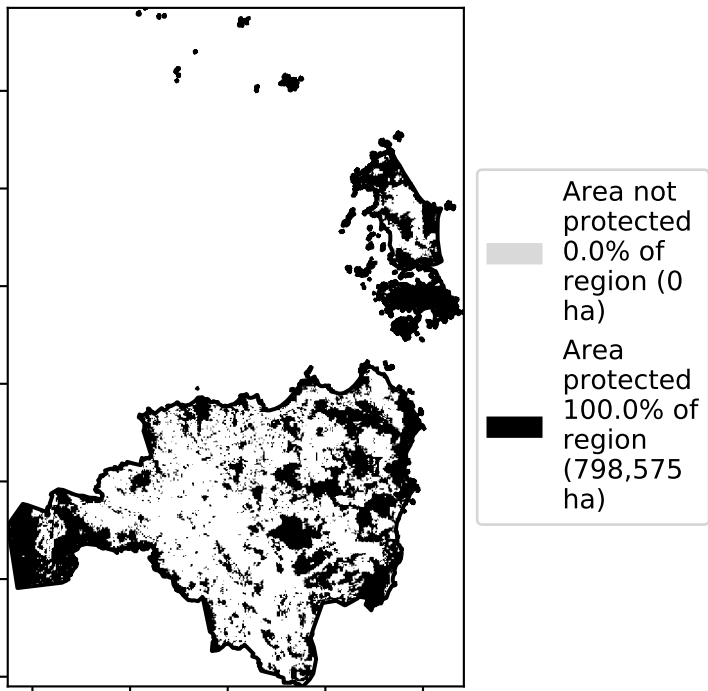 Area not
protected
0.0% of
region (0
ha)
Area
protected
100.0% of
region
(798,575
ha)